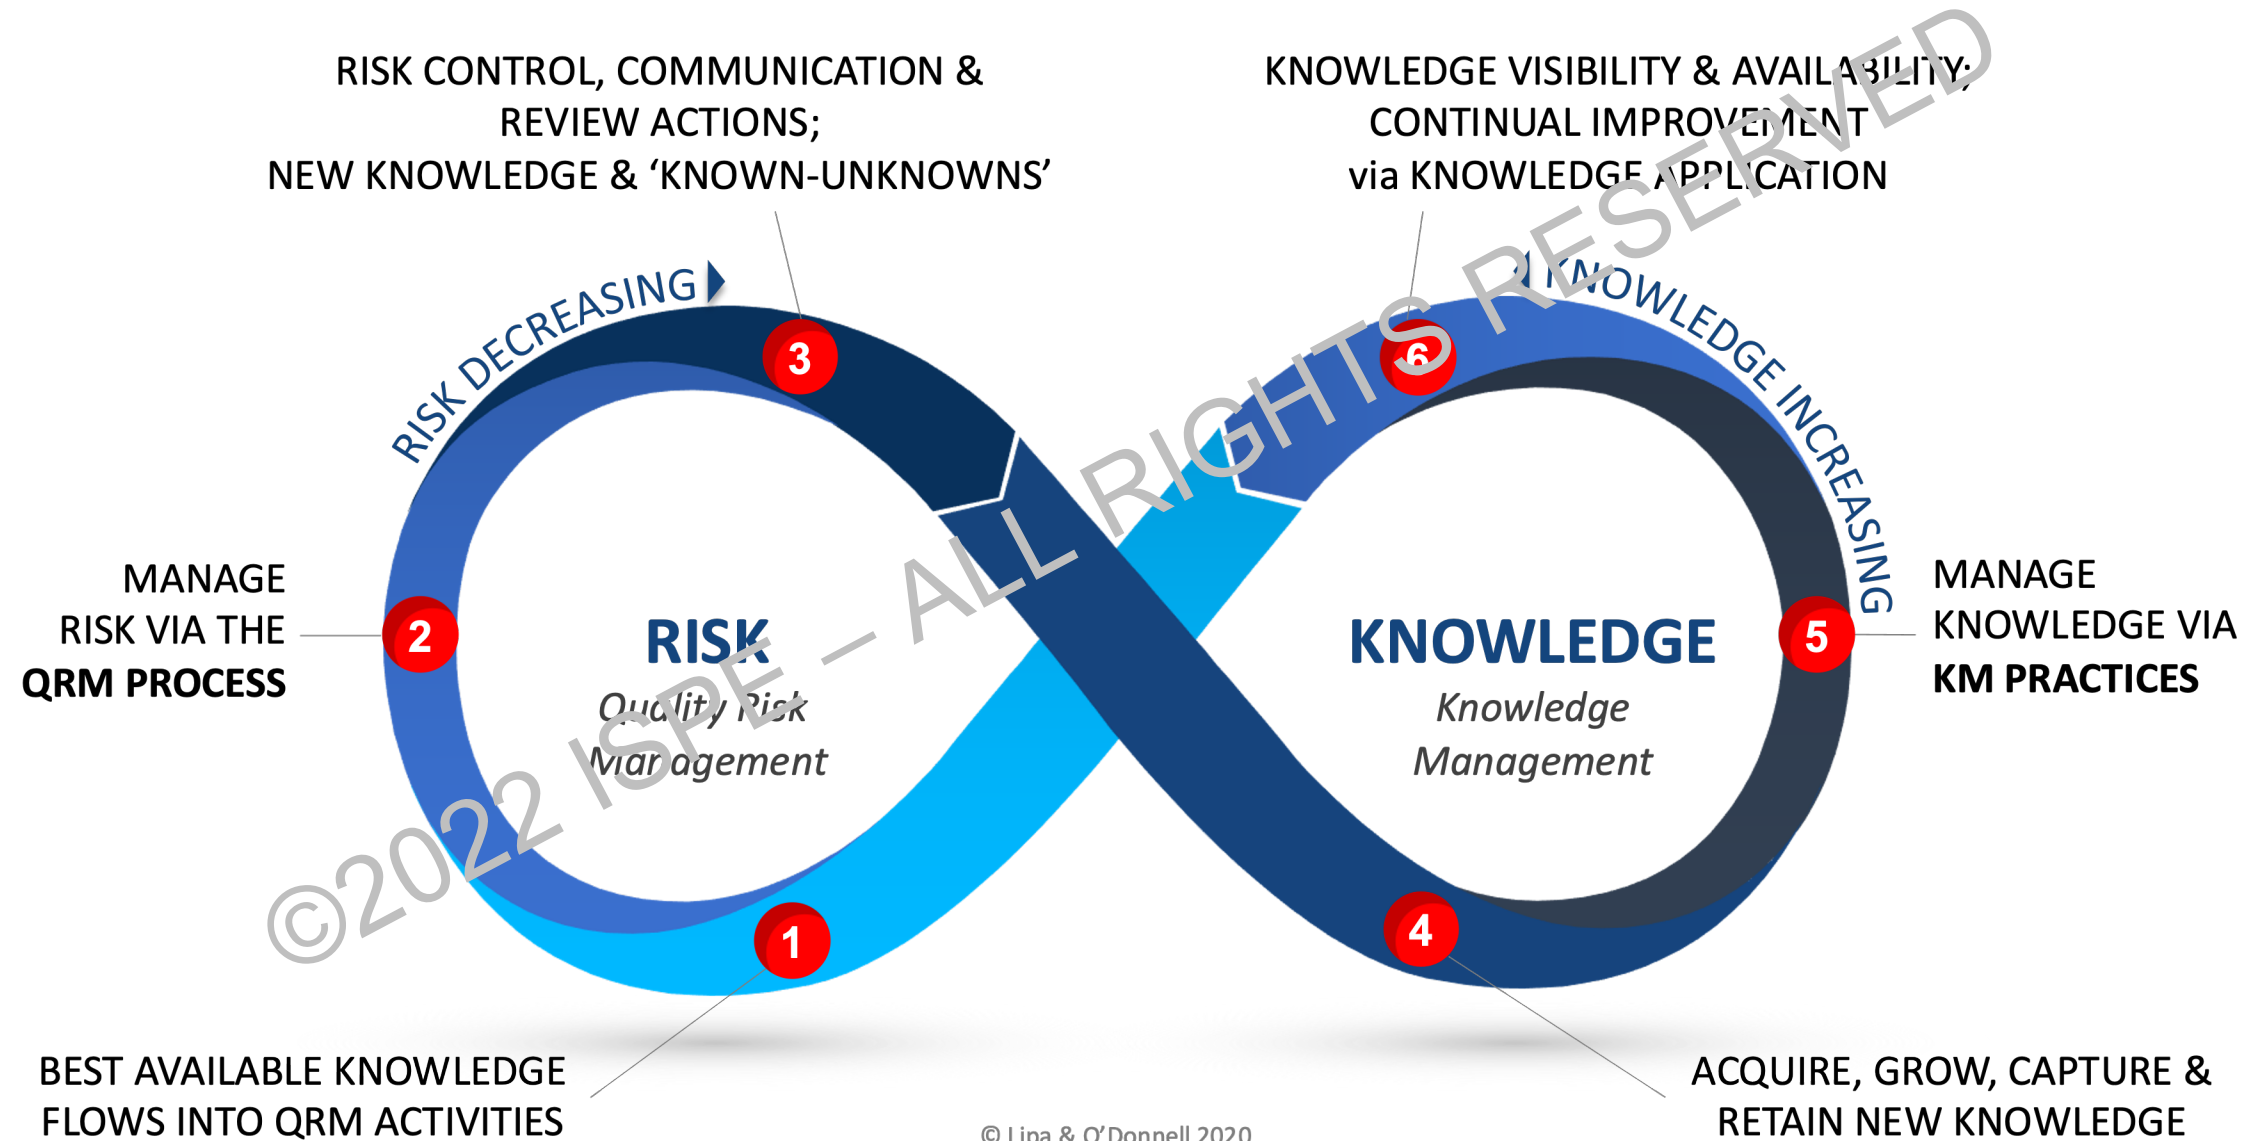 RISK CONTROL, COMMUNICATION &
REVIEW ACTIONS;
NEW KNOWLEDGE & ‘KNOWN-UNKNOWNS’
KNOWLEDGE VISIBILITY & AVAILABILITY;
CONTINUAL IMPROVEMENT
via KNOWLEDGE APPLICATION
RISK DECREASING
KNOWLEDGE INCREASING
3
6
MANAGE
RISK VIA THE
QRM PROCESS
2
RISK
Quality Risk
Management
KNOWLEDGE
Knowledge
Management
5
MANAGE
KNOWLEDGE VIA
KM PRACTICES
1
4
BEST AVAILABLE KNOWLEDGE
FLOWS INTO QRM ACTIVITIES
ACQUIRE, GROW, CAPTURE &
RETAIN NEW KNOWLEDGE
© Lipa & O’Donnell 2020
©2022 ISPE – ALL RIGHTS RESERVED